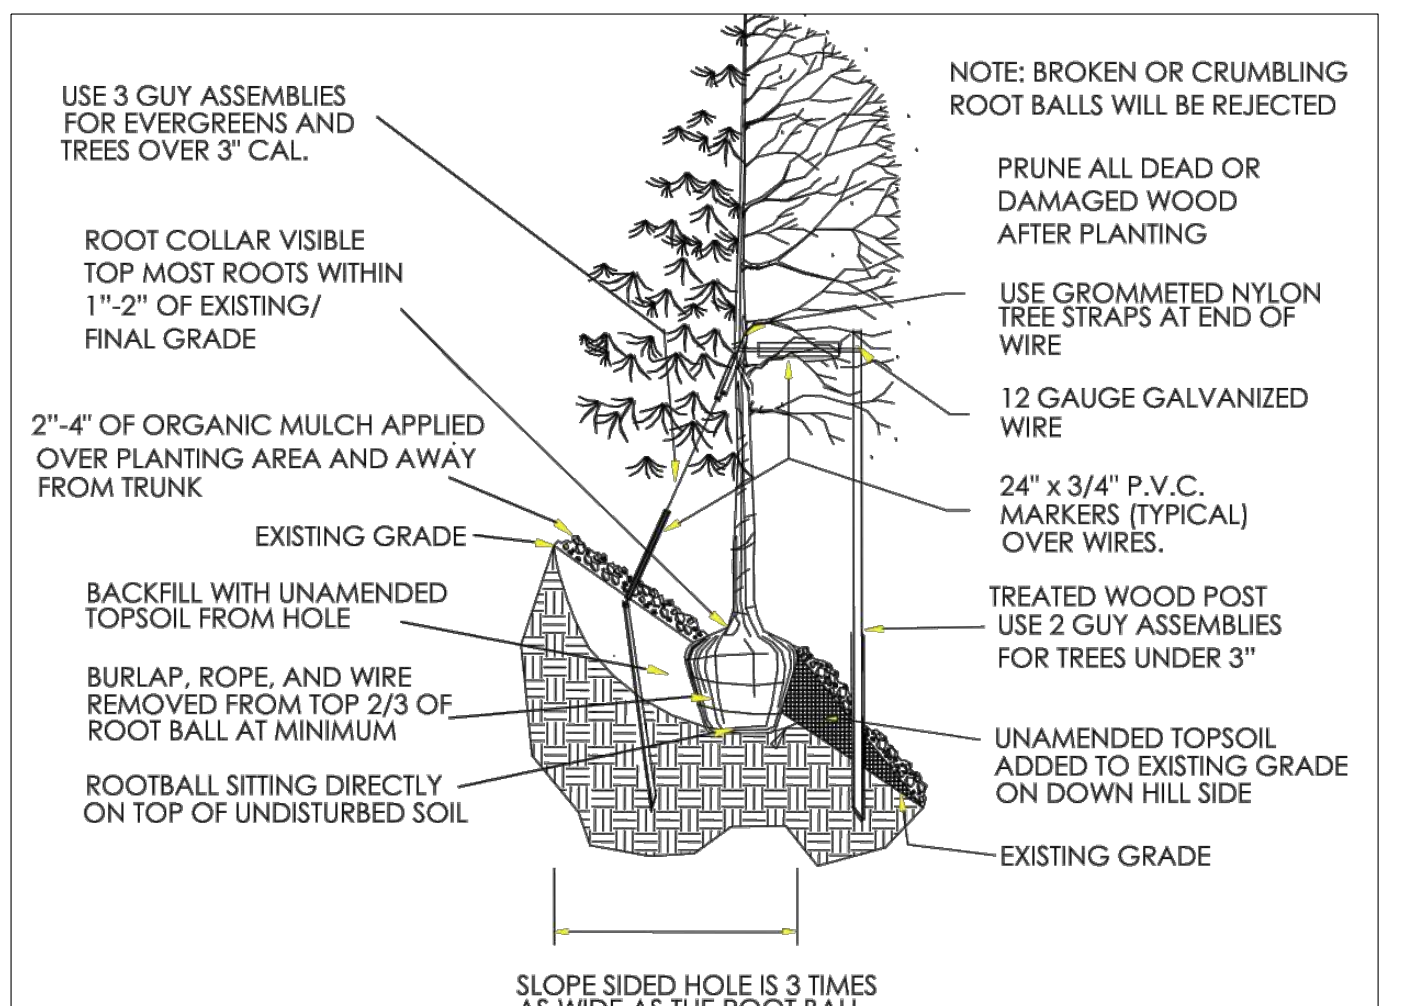 USE 3 GUY ASSEMBLIES
FOR EVERGREENS AND
TREES OVER 3" CAL.
ROOT COLLAR VISIBLE
TOP MOST ROOTS WITHIN
1”-2” OF EXISTING/
FINAL GRADE
2”-4" OF ORGANIC MULCH APPLIED
OVER PLANTING AREA AND AWAY
FROM TRUNK
EXISTING GRADE
BACKFILL WITH UNAMENDED
TOPSOIL FROM HOLE
BURLAP, ROPE, AND WIRE
REMOVED FROM TOP 2/3 OF
ROOT BALL AT MINIMUM
ROOTBALL SITTING DIRECTLY
ON TOP OF UNDISTURBED SOIL
NOTE: BROKEN OR CRUMBLING
ROOT BALLS WILL BE REJECTED
PRUNE ALL DEAD OR
DAMAGED WOOD
AFTER PLANTING
USE GROMMETED NYLON
TREE STRAPS AT END OF
WIRE
12 GAUGE GALVANIZED
WIRE
24" x 3/4" P.V.C.
MARKERS (TYPICAL)
OVER WIRES.
TREATED WOOD POST
USE 2 GUY ASSEMBLIES
FOR TREES UNDER 3”
UNAMENDED TOPSOIL
ADDED TO EXISTING GRADE
ON DOWN HILL SIDE
EXISTING GRADE
SLOPE SIDED HOLE IS 3 TIMES
AS WIDE AS THE ROOT BALL